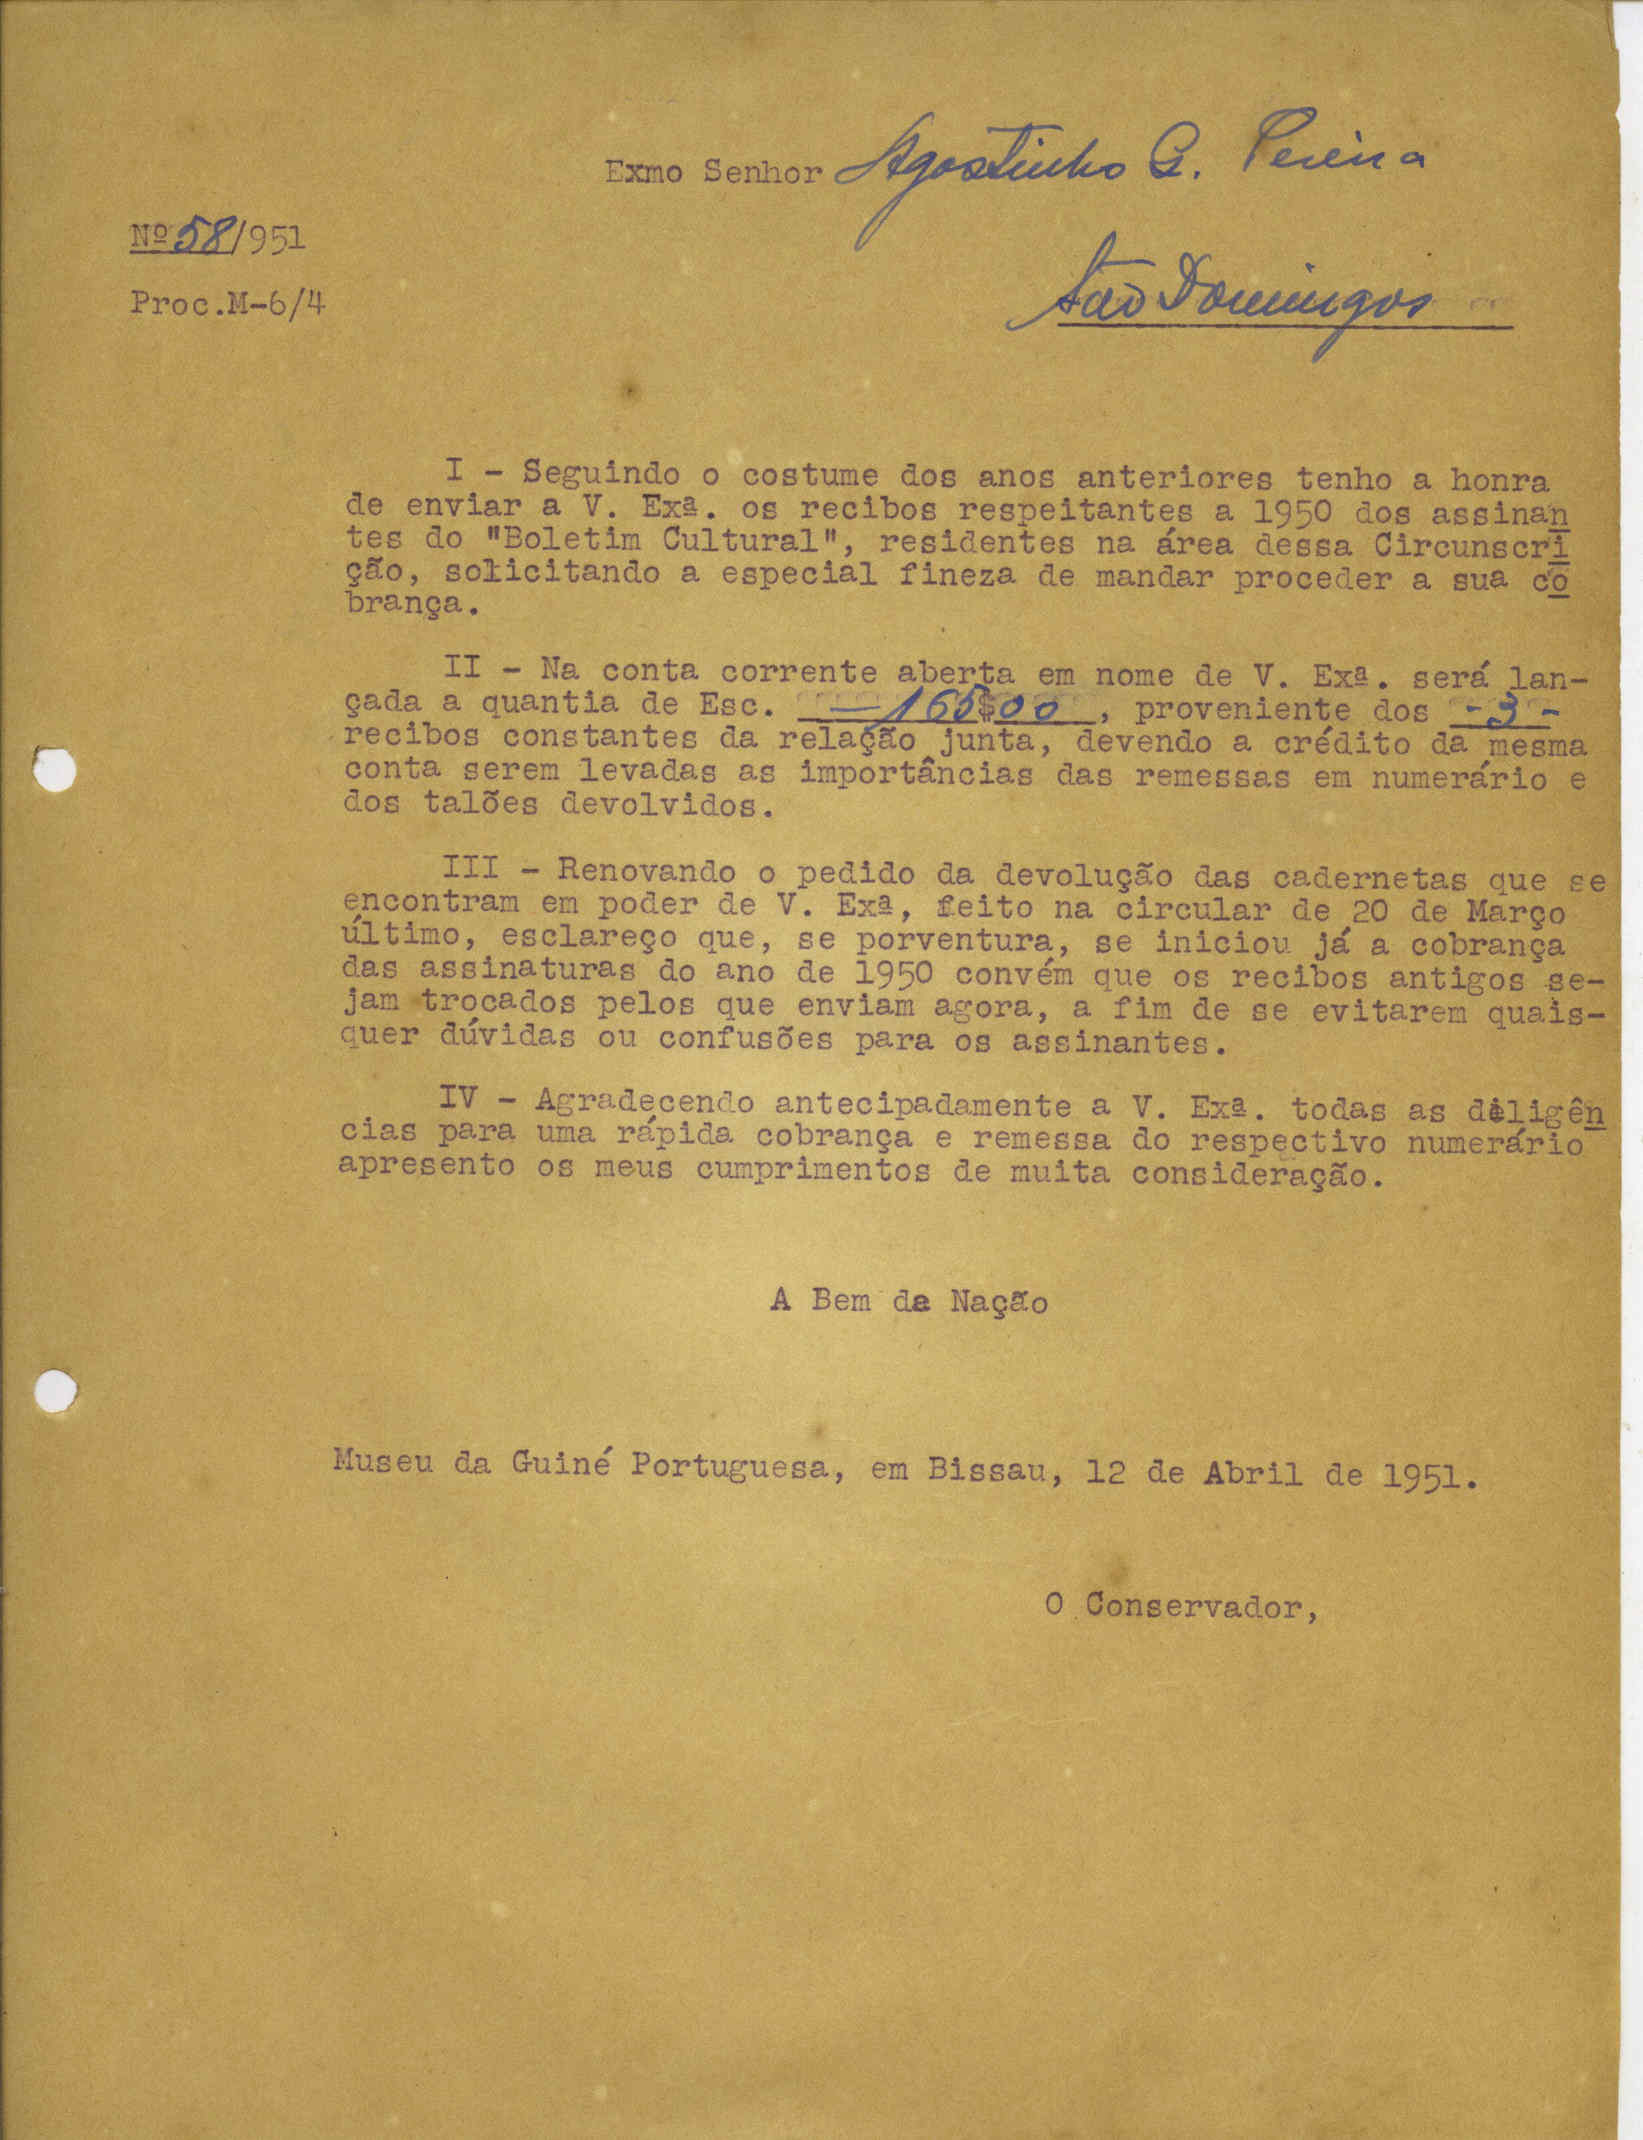 Exmo Senhor Agostinho G. Pereira
Nº 58/951
São Domingos
Proc.M-6/4
I - Seguindo o costume dos anos anteriores tenho a honra
de enviar a V. Exª. os recibos respeitantes a 1950 dos assinan
tes do "Boletim Cultural", residentes na área dessa Circunscri
ção, solicitando a especial fineza de mandar proceder a sua co
brança.
II - Na conta corrente aberta em nome de V. Exª. será lan-
çada a quantia de Esc. — 165$00, proveniente dos - 3 -
recibos constantes da relação junta, devendo a crédito da mesma
conta serem levadas as importâncias das remessas em numerário e
dos talões devolvidos.
III - Renovando o pedido da devolução das cadernetas que se
encontram em poder de V. Exª, feito na circular de 20 de Março
último, esclareço que, se porventura, se iniciou já a cobrança
das assinaturas do ano de 1950 convém que os recibos antigos se-
jam trocados pelos que enviam agora, a fim de se evitarem quais-
quer dúvidas ou confusões para os assinantes.
IV - Agradecendo antecipadamente a V. Exª. todas as diligên
cias para uma rápida cobrança e remessa do respectivo numerário
apresento os meus cumprimentos de muita consideração.
A Bem da Nação
Museu da Guiné Portuguesa, em Bissau, 12 de Abril de 1951.
O Conservador,